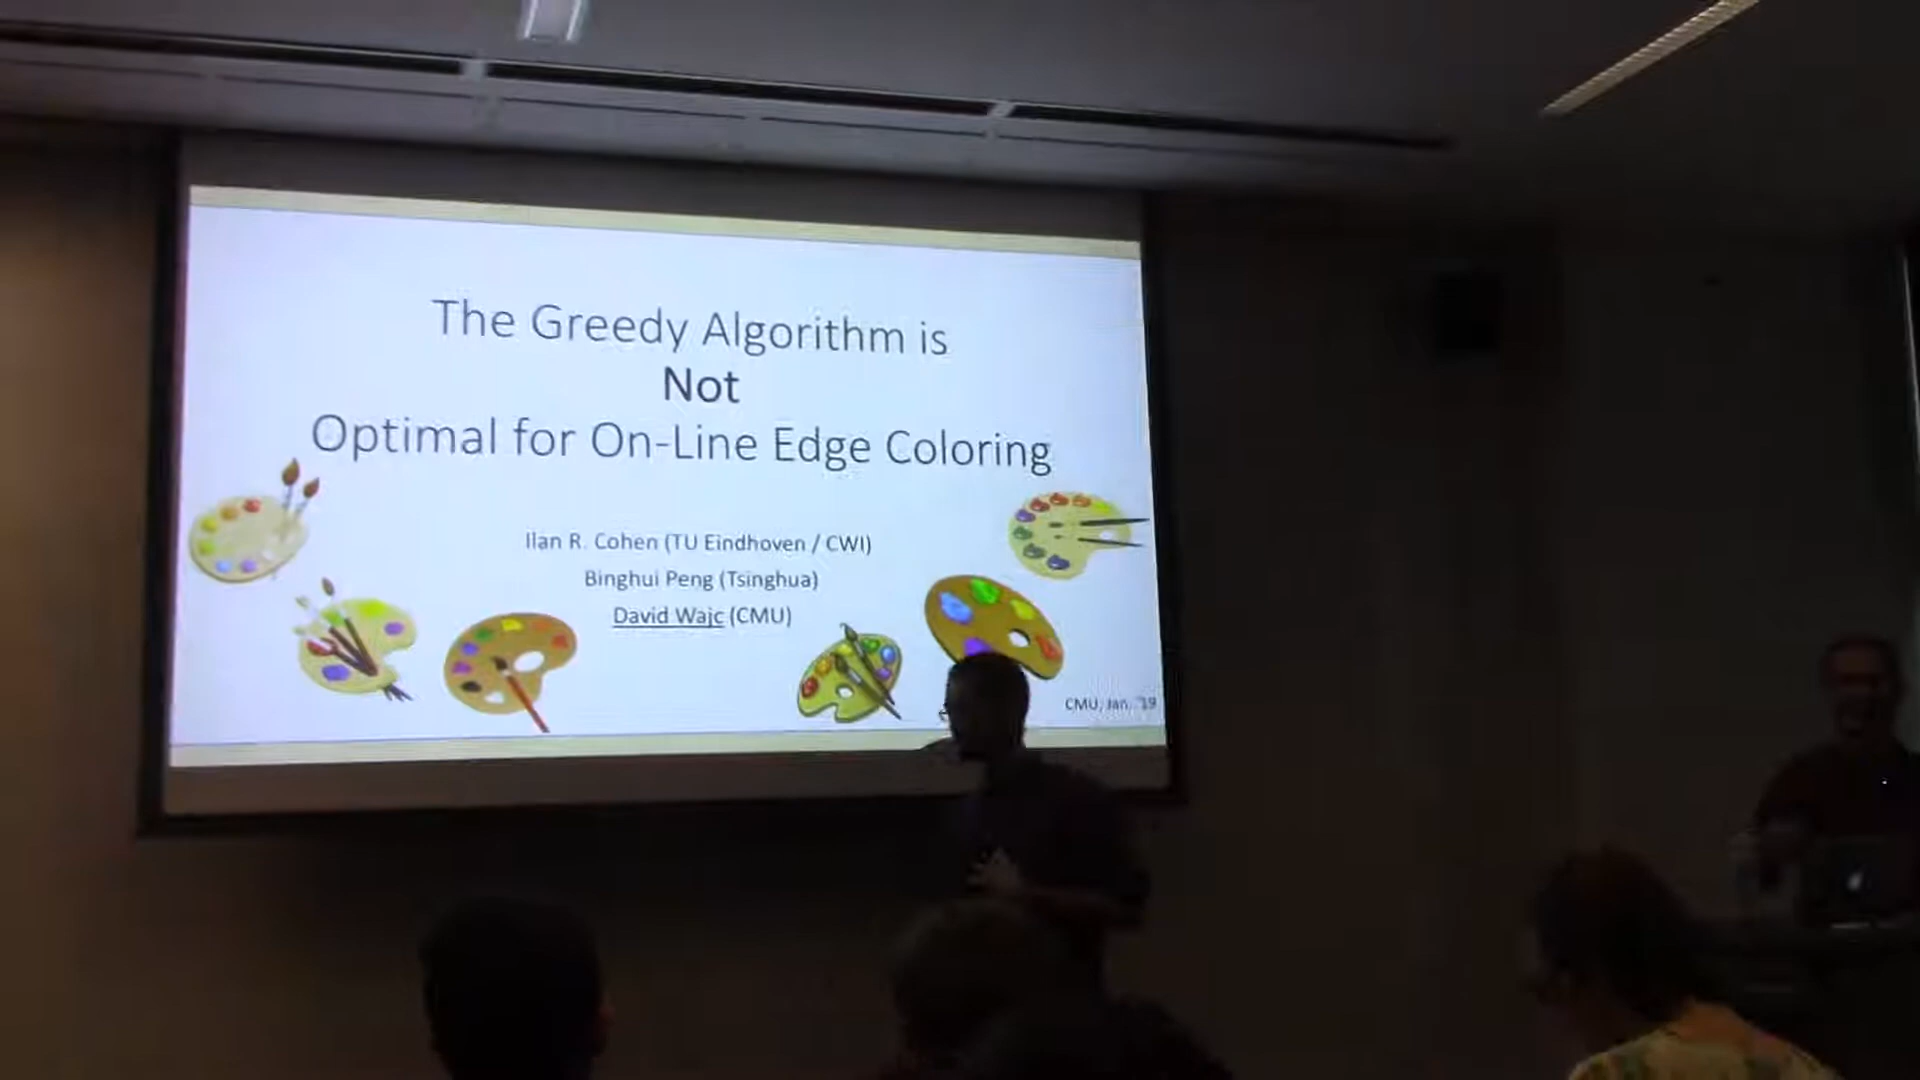 The Greedy Algorithm is
Not
Optimal for On-Line Edge Coloring
Ilan R. Cohen (TU Eindhoven / CWI)
Binghui Peng (Tsinghua)
David Wajc (CMU)
CMU, Jan. '19